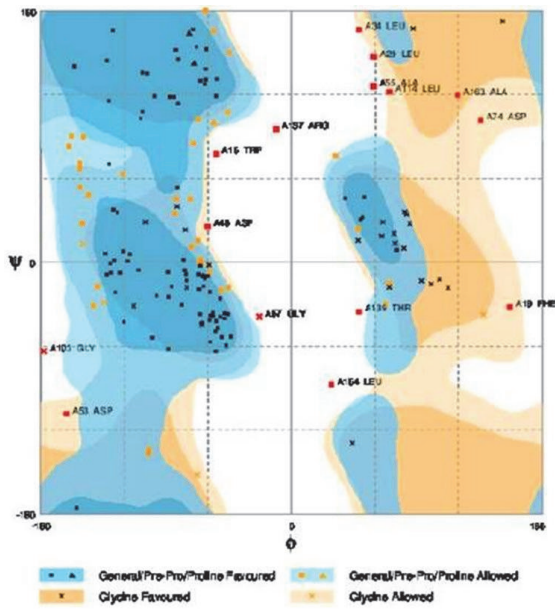 180
A34 LEU
A29 LEU
A55 ALA
A114 LEU
A163 ALA
A137 ARG
A74 ASP
A15 TRP
A48 ASP
Ψ
0
A57 GLY
A139 THR
A19 PHE
A103 GLY
A164 LEU
A53 ASP
-180
-180
0
180
General/Pre-Pro/Proline Favoured
General/Pre-Pro/Proline Allowed
Glycine Favoured
Glycine Allowed